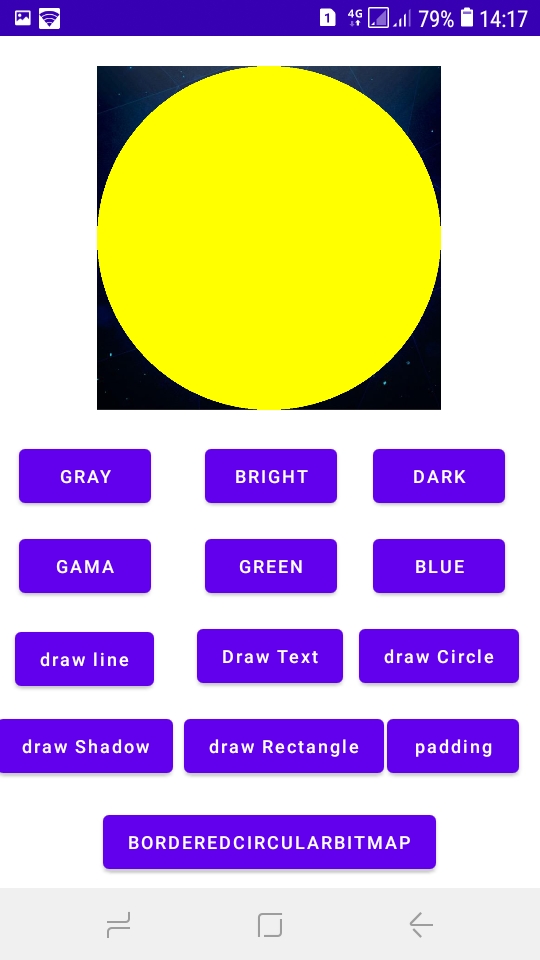 1 4G 79% 14:17
GRAY BRIGHT DARK
GAMA GREEN BLUE
draw line Draw Text draw Circle
draw Shadow draw Rectangle padding
BORDEREDCIRCULARBITMAP